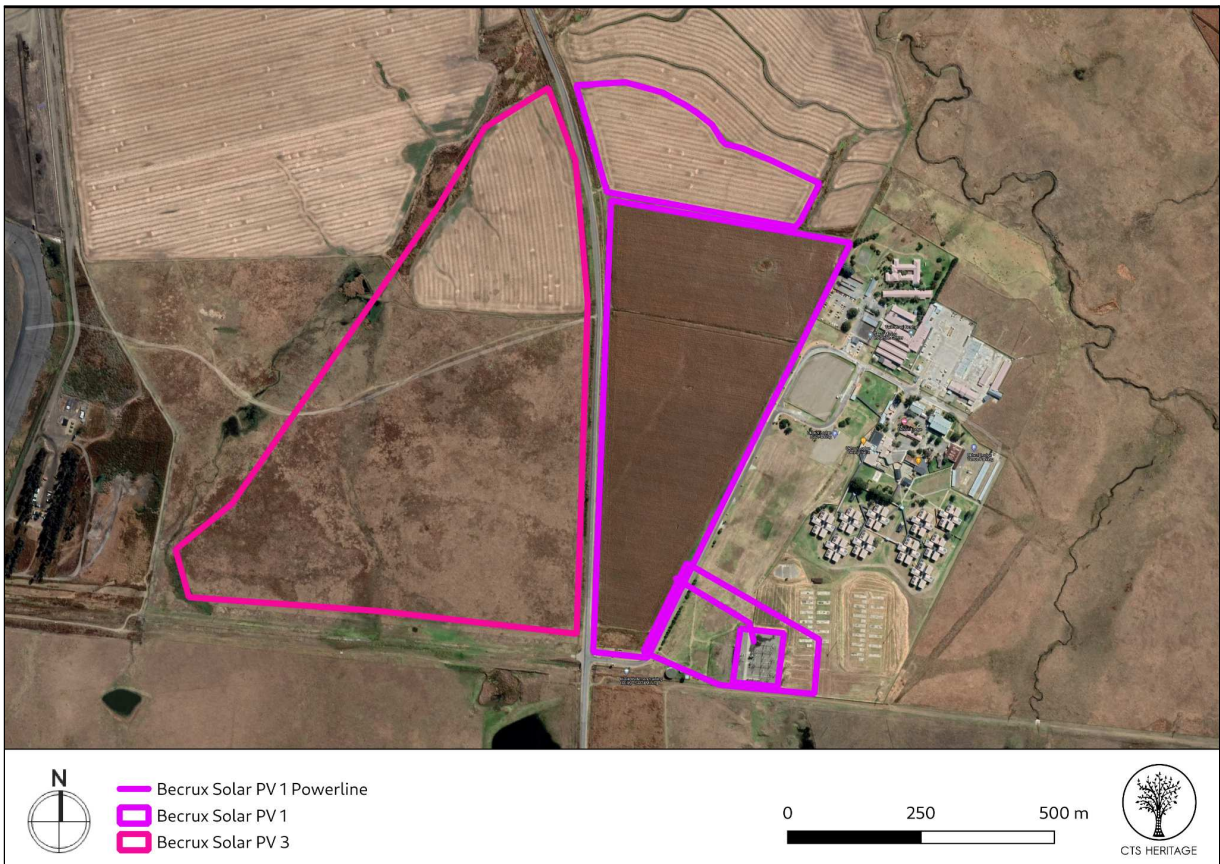 N
Becrux Solar PV 1 Powerline
Becrux Solar PV 1
Becrux Solar PV 3
0 250 500 m
CTS HERITAGE